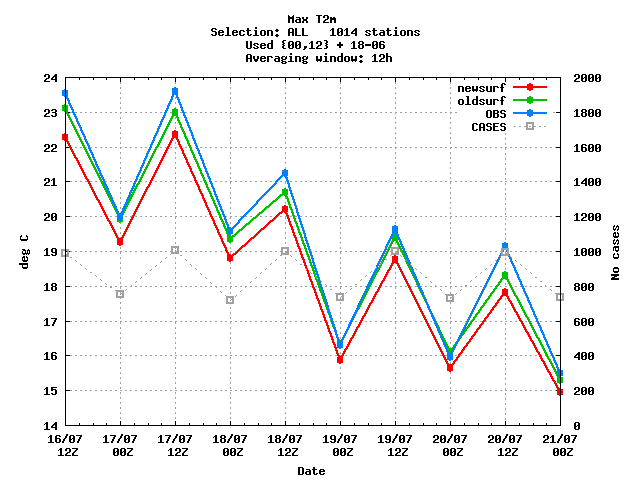 Max T2m
Selection: ALL   1014 stations
Used {00,12} + 18-06
Averaging window: 12h
24 2000
newsurf
23 1800
oldsurf
OBS
CASES
22 1600
21 1400
20 1200
deg C
19 1000
No cases
18 800
17 600
16 400
15 200
14 0
16/07 17/07 17/07 18/07 18/07 19/07 19/07 20/07 20/07 21/07
12Z 00Z 12Z 00Z 12Z 00Z 12Z 00Z 12Z 00Z
Date